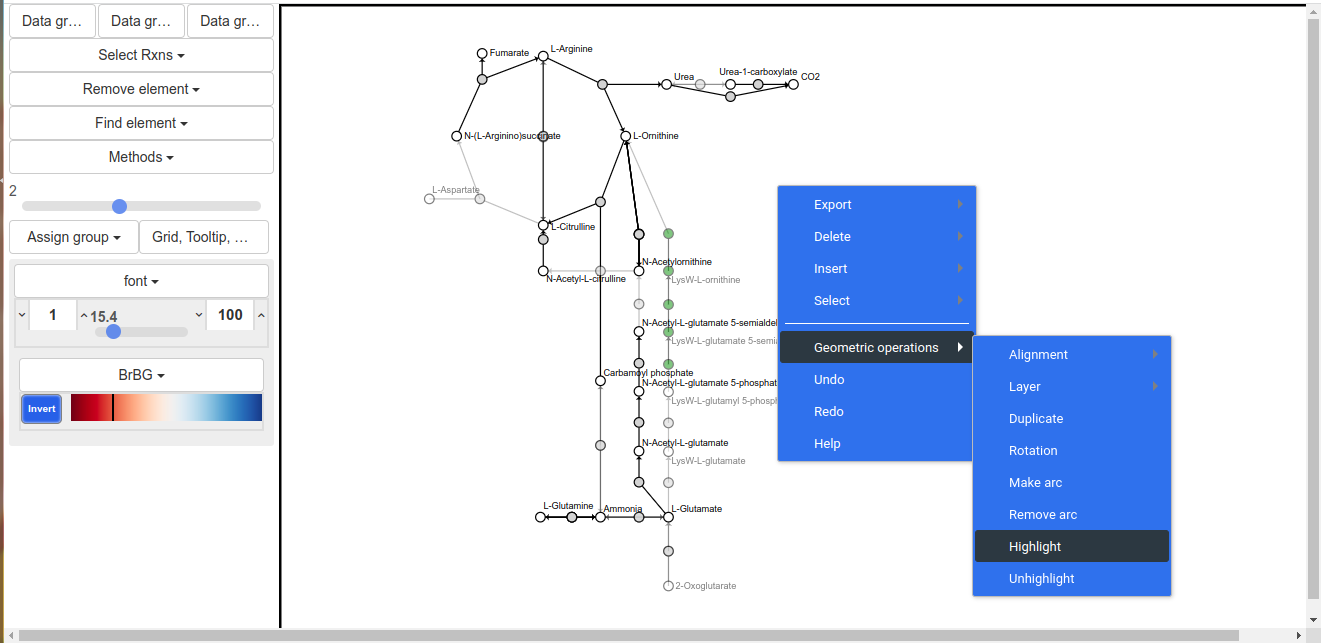 Data gr…
Data gr…
Data gr…
Select Rxns
Remove element
Find element
Methods
2
Assign group
Grid, Tooltip, …
font
1
15.4
100
BrBG
Invert
Fumarate
L-Arginine
Urea
Urea-1-carboxylate
CO2
N-(L-Arginino)succinate
L-Ornithine
L-Aspartate
L-Citrulline
N-Acetylornithine
N-Acetyl-L-citrulline
LysW-L-ornithine
N-Acetyl-L-glutamate 5-semialdel
LysW-L-glutamate 5-semia
Carbamoyl phosphate
N-Acetyl-L-glutamate 5-phosphat
LysW-L-glutamyl 5-phosph
N-Acetyl-L-glutamate
LysW-L-glutamate
L-Glutamine
Ammonia
L-Glutamate
2-Oxoglutarate
Export
Delete
Insert
Select
Geometric operations
Undo
Redo
Help
Alignment
Layer
Duplicate
Rotation
Make arc
Remove arc
Highlight
Unhighlight